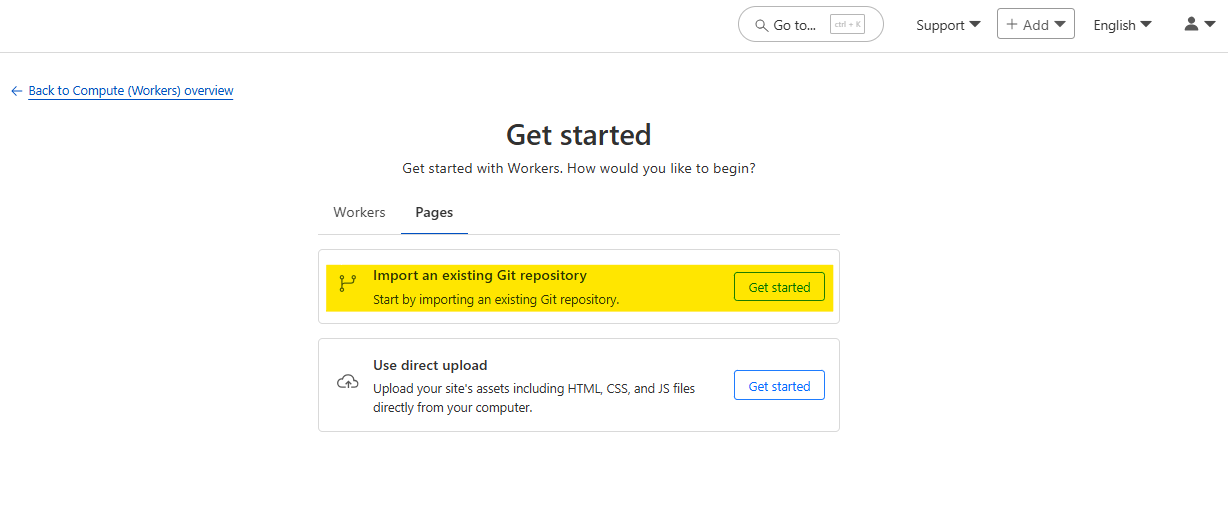 Go to... ctrl + K Support + Add English
← Back to Compute (Workers) overview
Get started
Get started with Workers. How would you like to begin?
Workers Pages
Import an existing Git repository
Start by importing an existing Git repository.
Get started
Use direct upload
Upload your site's assets including HTML, CSS, and JS files
directly from your computer.
Get started